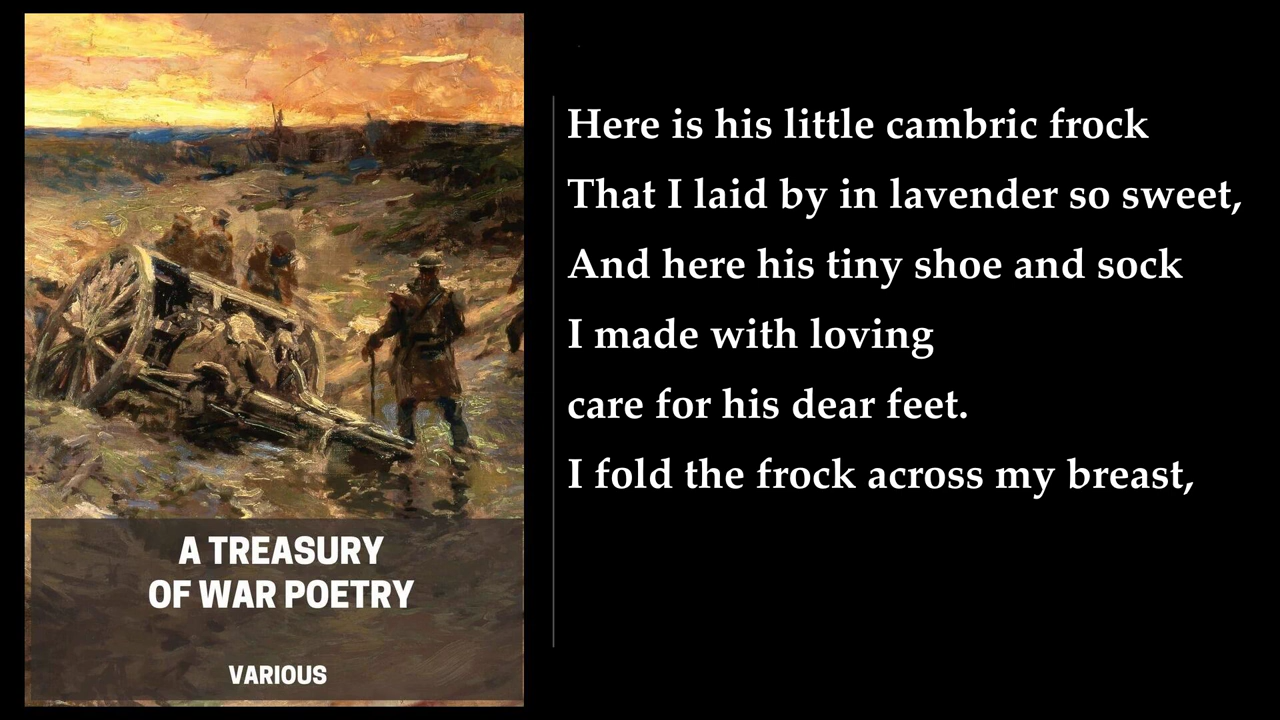 Here is his little cambric frock
That I laid by in lavender so sweet,
And here his tiny shoe and sock
I made with loving
care for his dear feet.
I fold the frock across my breast,
A TREASURY
OF WAR POETRY
VARIOUS